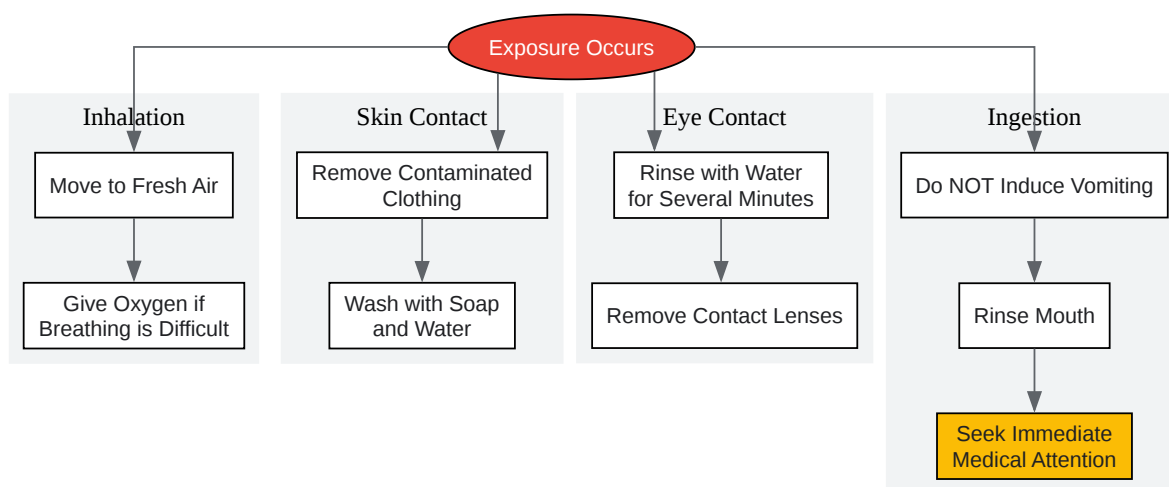 Exposure Occurs
Inhalation
Move to Fresh Air
Give Oxygen if
Breathing is Difficult
Skin Contact
Remove Contaminated
Clothing
Wash with Soap
and Water
Eye Contact
Rinse with Water
for Several Minutes
Remove Contact Lenses
Ingestion
Do NOT Induce Vomiting
Rinse Mouth
Seek Immediate
Medical Attention